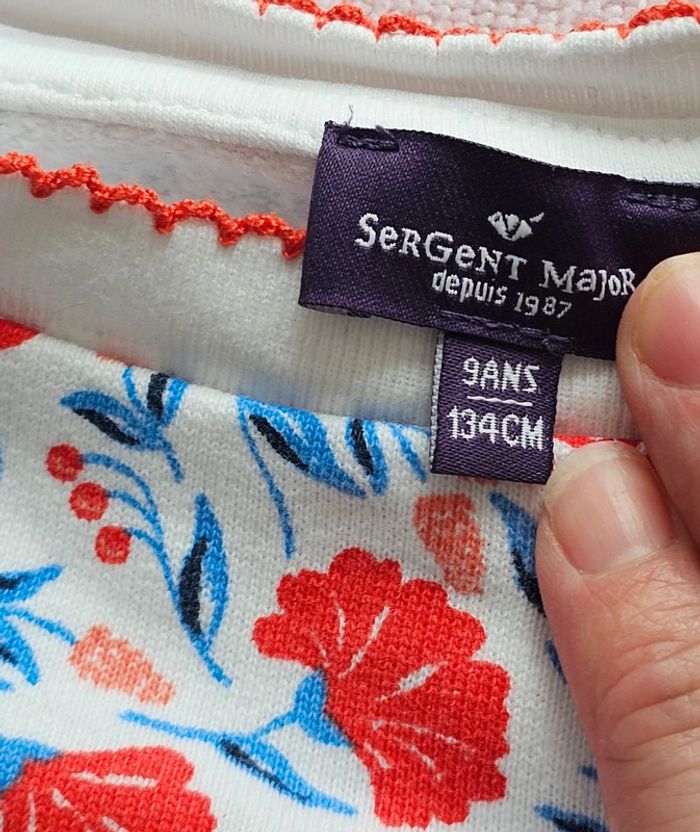 SerGent Major
depuis 1987
9ANS
134CM